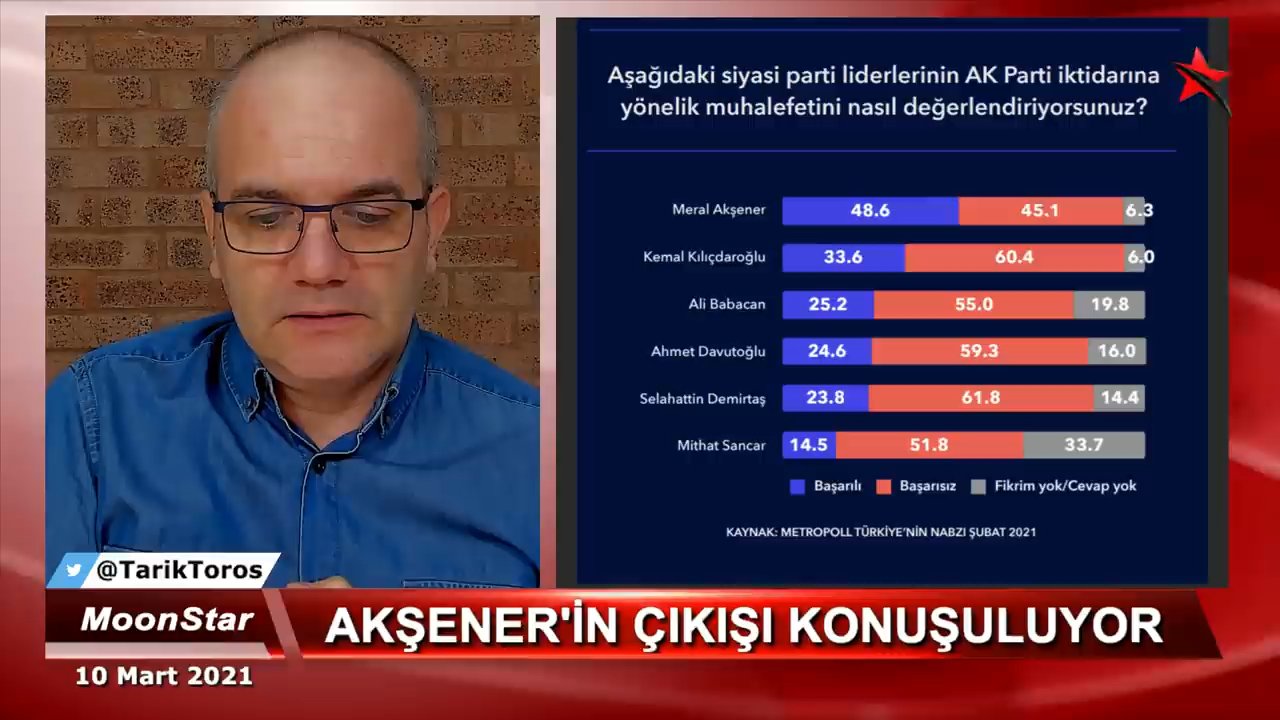 Aşağıdaki siyasi parti liderlerinin AK Parti iktidarına
yönelik muhalefetini nasıl değerlendiriyorsunuz?
Meral Akşener 48.6 45.1 6.3
Kemal Kılıçdaroğlu 33.6 60.4 6.0
Ali Babacan 25.2 55.0 19.8
Ahmet Davutoğlu 24.6 59.3 16.0
Selahattin Demirtaş 23.8 61.8 14.4
Mithat Sancar 14.5 51.8 33.7
Başarılı Başarısız Fikrim yok/Cevap yok
KAYNAK: METROPOLL TÜRKİYE'NİN NABZI ŞUBAT 2021
@TarikToros
MoonStar
AKŞENER'İN ÇIKIŞI KONUŞULUYOR
10 Mart 2021